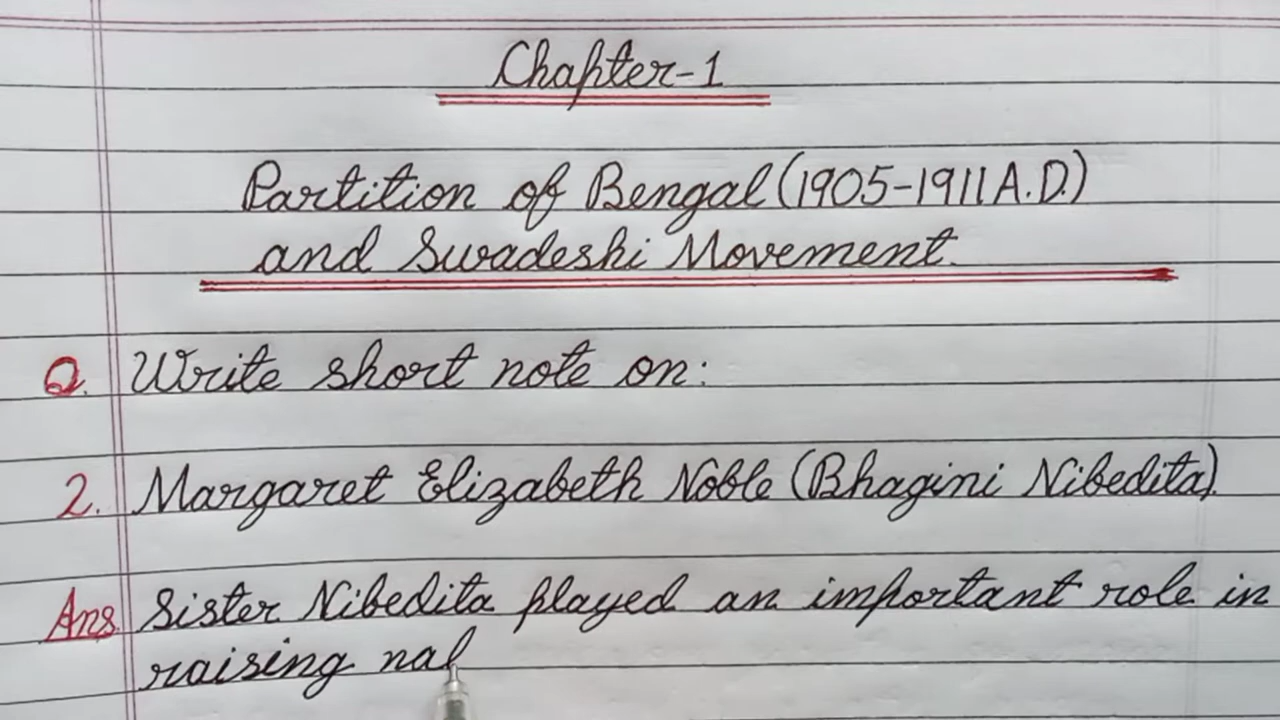 Chapter-1
Partition of Bengal (1905-1911 A.D.)
and Swadeshi Movement.
Q. Write short note on:
2. Margaret Elizabeth Noble (Bhagini Nibedita).
Ans Sister Nibedita played an important role in
raising